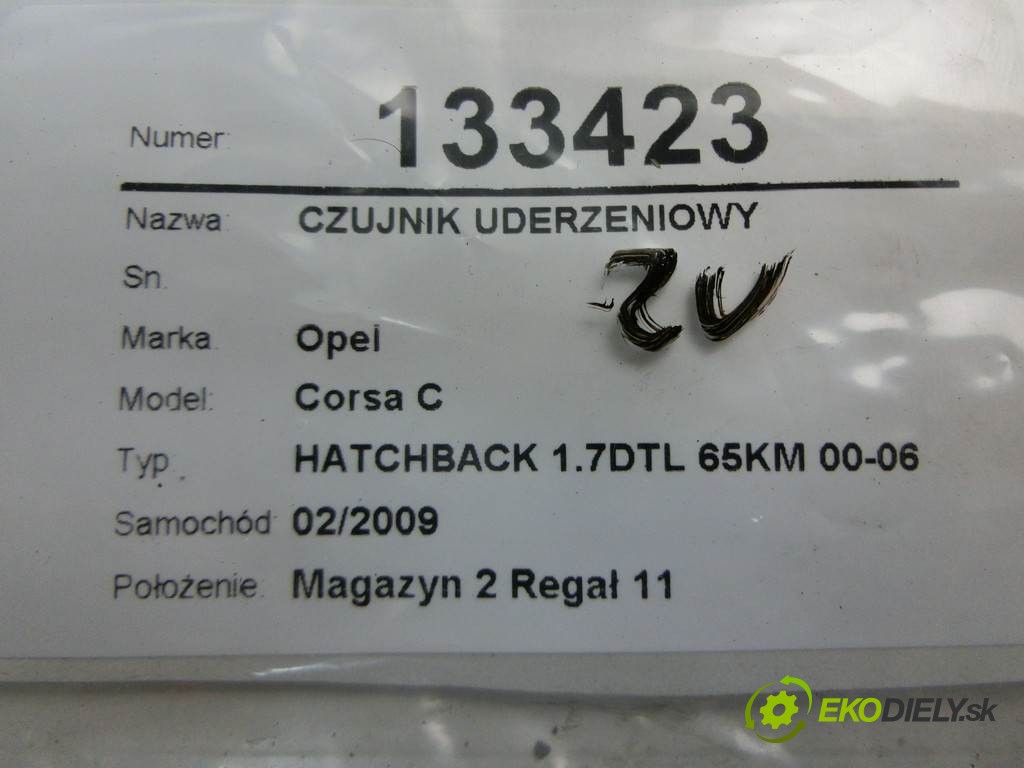 Numer: 133423
Nazwa: CZUJNIK UDERZENIOWY
Sn:
Marka Opel
Model: Corsa C
Typ HATCHBACK 1.7DTL 65KM 00-06
Samochód 02/2009
Położenie: Magazyn 2 Regał 11
EKODIELY.sk